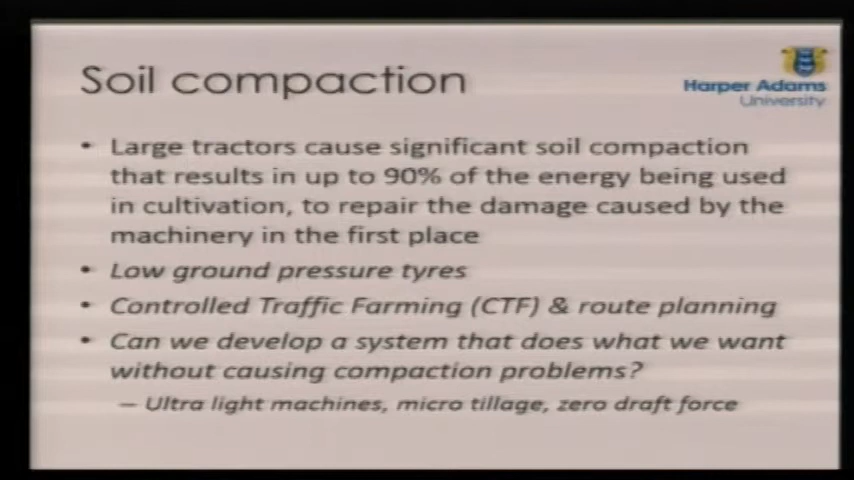 Soil compaction
Harper Adams
University
• Large tractors cause significant soil compaction
that results in up to 90% of the energy being used
in cultivation, to repair the damage caused by the
machinery in the first place
• Low ground pressure tyres
• Controlled Traffic Farming (CTF) & route planning
• Can we develop a system that does what we want
without causing compaction problems?
– Ultra light machines, micro tillage, zero draft force